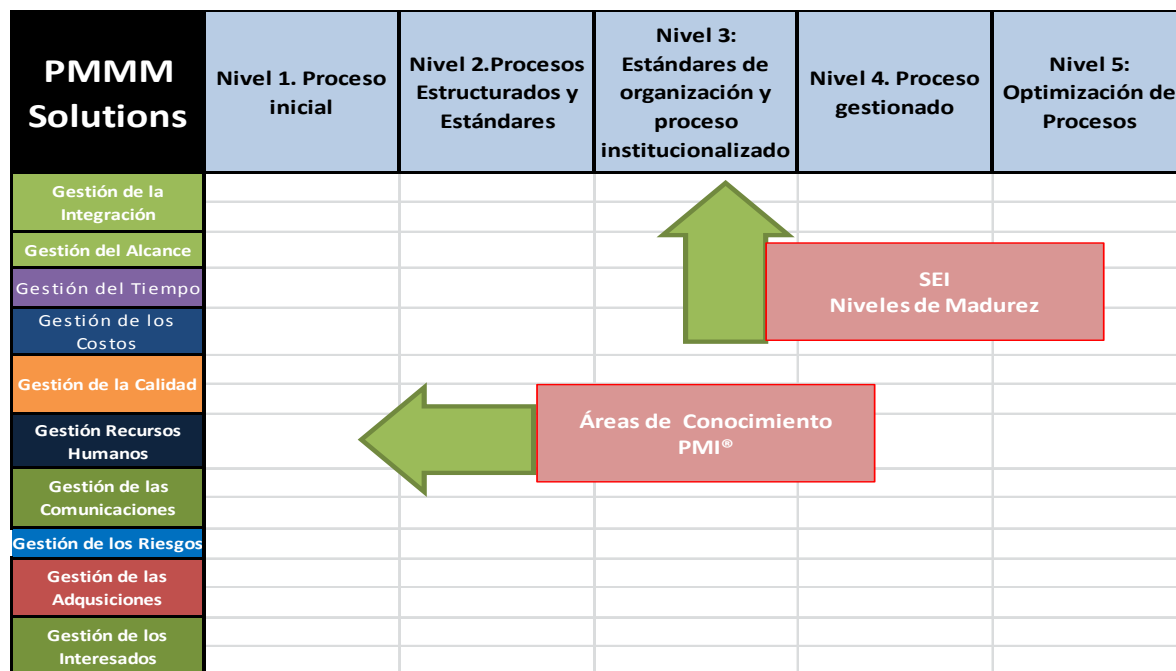 PMMM
Solutions
Nivel 1. Proceso
inicial
Nivel 2.Procesos
Estructurados y
Estándares
Nivel 3:
Estándares de
organización y
proceso
institucionalizado
Nivel 4. Proceso
gestionado
Nivel 5:
Optimización de
Procesos
Gestión de la
Integración
Gestión del Alcance
Gestión del Tiempo
Gestión de los
Costos
Gestión de la Calidad
Gestión Recursos
Humanos
Gestión de las
Comunicaciones
Gestión de los Riesgos
Gestión de las
Adqusiciones
Gestión de los
Interesados
SEI
Niveles de Madurez
Áreas de Conocimiento
PMI®